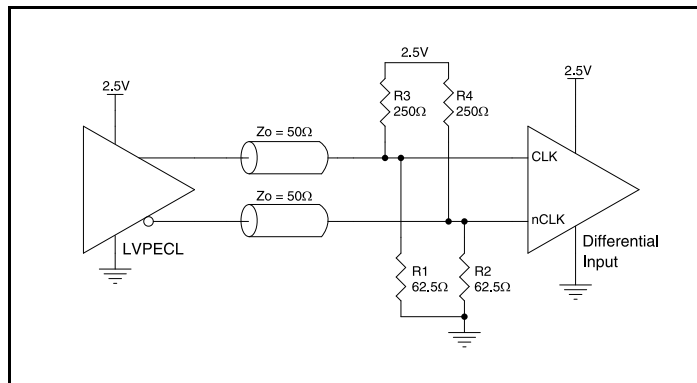 2.5V
2.5V
2.5V
R3
250Ω
R4
250Ω
Zo = 50Ω
CLK
Zo = 50Ω
nCLK
LVPECL
Differential
Input
R1
62.5Ω
R2
62.5Ω